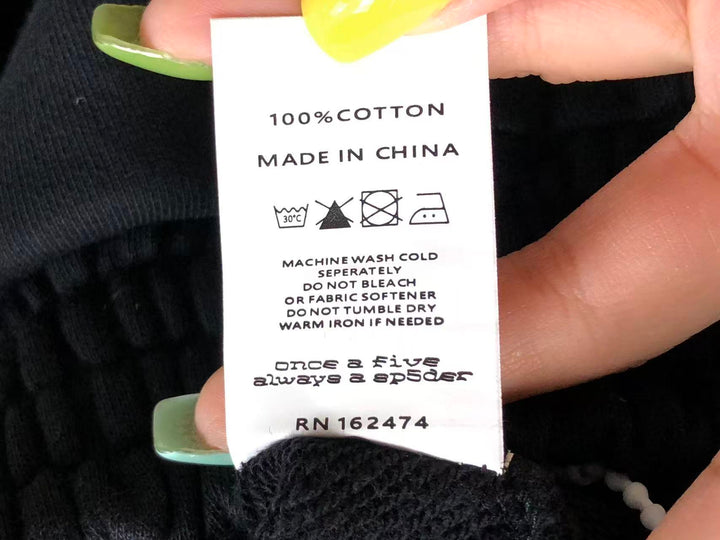 100% COTTON
MADE IN CHINA
30°C
MACHINE WASH COLD
SEPERATELY
DO NOT BLEACH
OR FABRIC SOFTENER
DO NOT TUMBLE DRY
WARM IRON IF NEEDED
once a five
always a sp5der
RN 162474